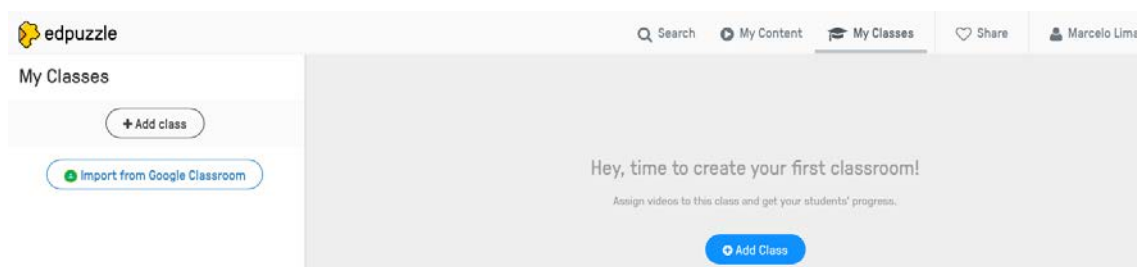 edpuzzle
Search My Content My Classes Share Marcelo Lima
My Classes
+ Add class
Import from Google Classroom
Hey, time to create your first classroom!
Assign videos to this class and get your students' progress.
Add Class